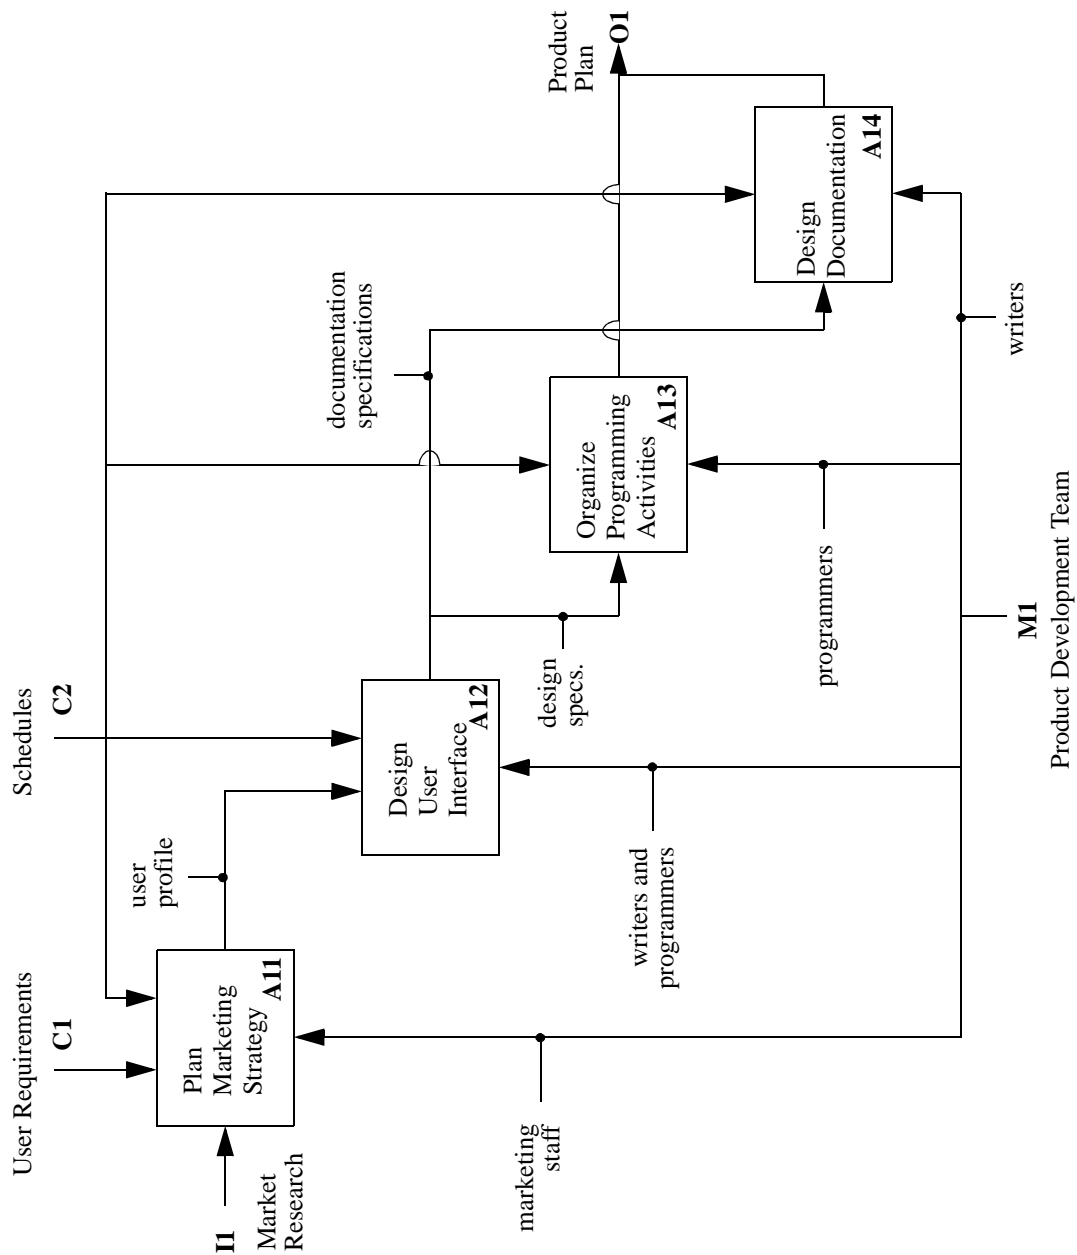 User Requirements
C1
Schedules
C2
I1
Market
Research
Plan
Marketing
Strategy
A11
user
profile
Design
User
Interface
A12
documentation
specifications
design
specs.
Organize
Programming
Activities
A13
Product
Plan
O1
Design
Documentation
A14
marketing
staff
writers and
programmers
programmers
writers
M1
Product Development Team